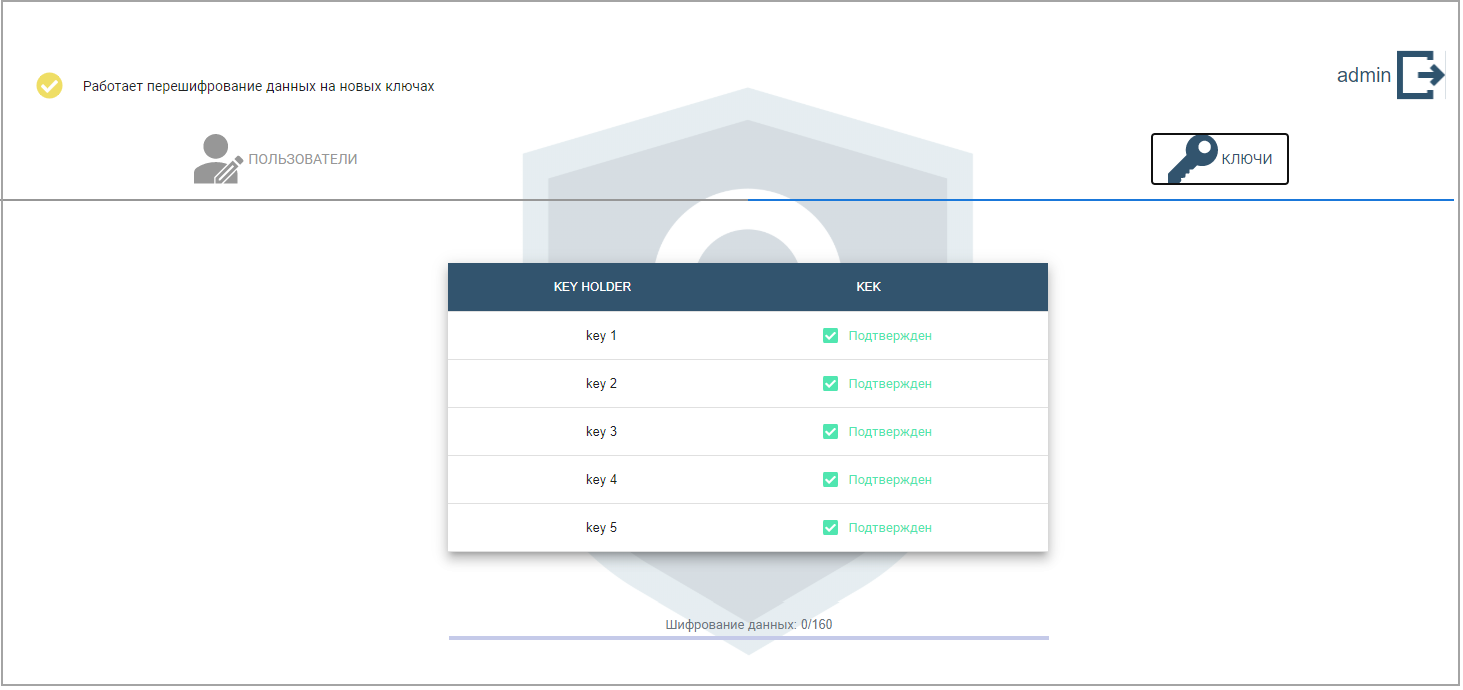 admin
Работает перешифрование данных на новых ключах
ПОЛЬЗОВАТЕЛИ
КЛЮЧИ
KEY HOLDER KEK
key 1 Подтвержден
key 2 Подтвержден
key 3 Подтвержден
key 4 Подтвержден
key 5 Подтвержден
Шифрование данных: 0/160